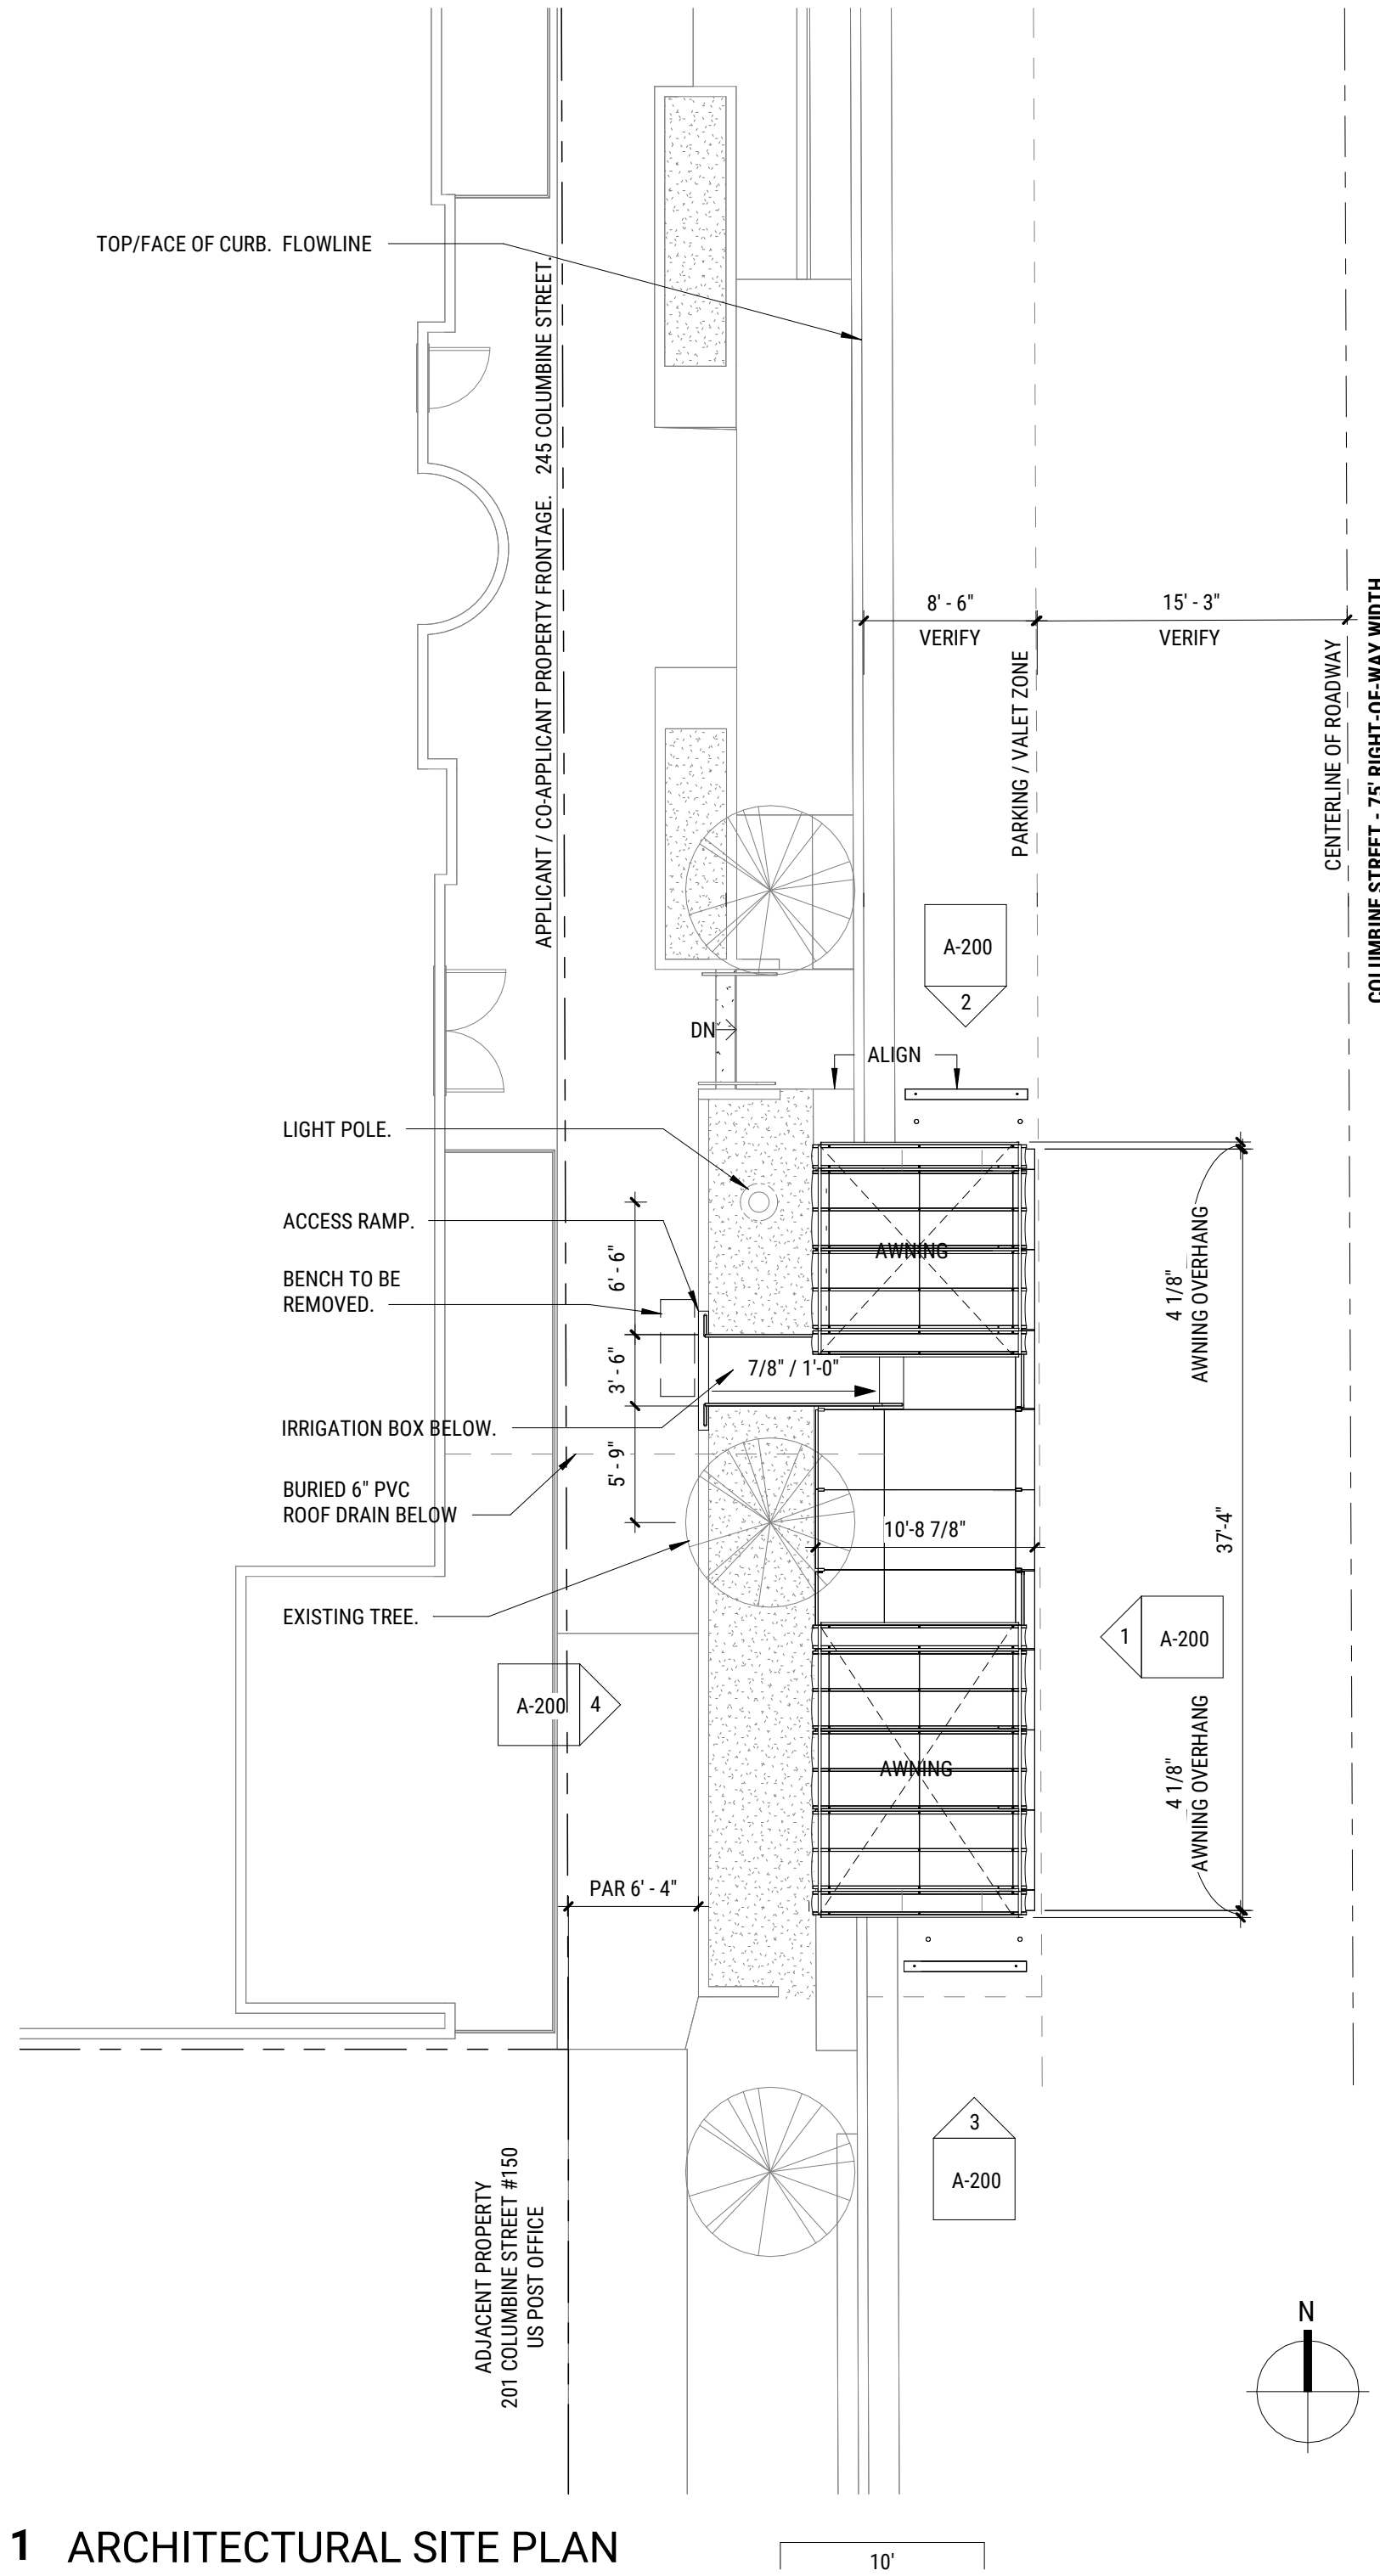 TOP/FACE OF CURB.  FLOWLINE
APPLICANT / CO-APPLICANT PROPERTY FRONTAGE.   245 COLUMBINE STREET.
8' - 6"
VERIFY
15' - 3"
VERIFY
PARKING / VALET ZONE
CENTERLINE OF ROADWAY
COLUMBINE STREET - 75' RIGHT-OF-WAY WIDTH
A-200
2
DN
ALIGN
LIGHT POLE.
ACCESS RAMP.
BENCH TO BE
REMOVED.
6' - 6"
AWNING
4 1/8"
AWNING OVERHANG
3' - 6"
7/8" / 1'-0"
IRRIGATION BOX BELOW.
5' - 9"
BURIED 6" PVC
ROOF DRAIN BELOW
10'-8 7/8"
37'-4"
EXISTING TREE.
1
A-200
A-200
4
AWNING
4 1/8"
AWNING OVERHANG
PAR 6' - 4"
3
A-200
ADJACENT PROPERTY
201 COLUMBINE STREET #150
US POST OFFICE
N
1 ARCHITECTURAL SITE PLAN
10'